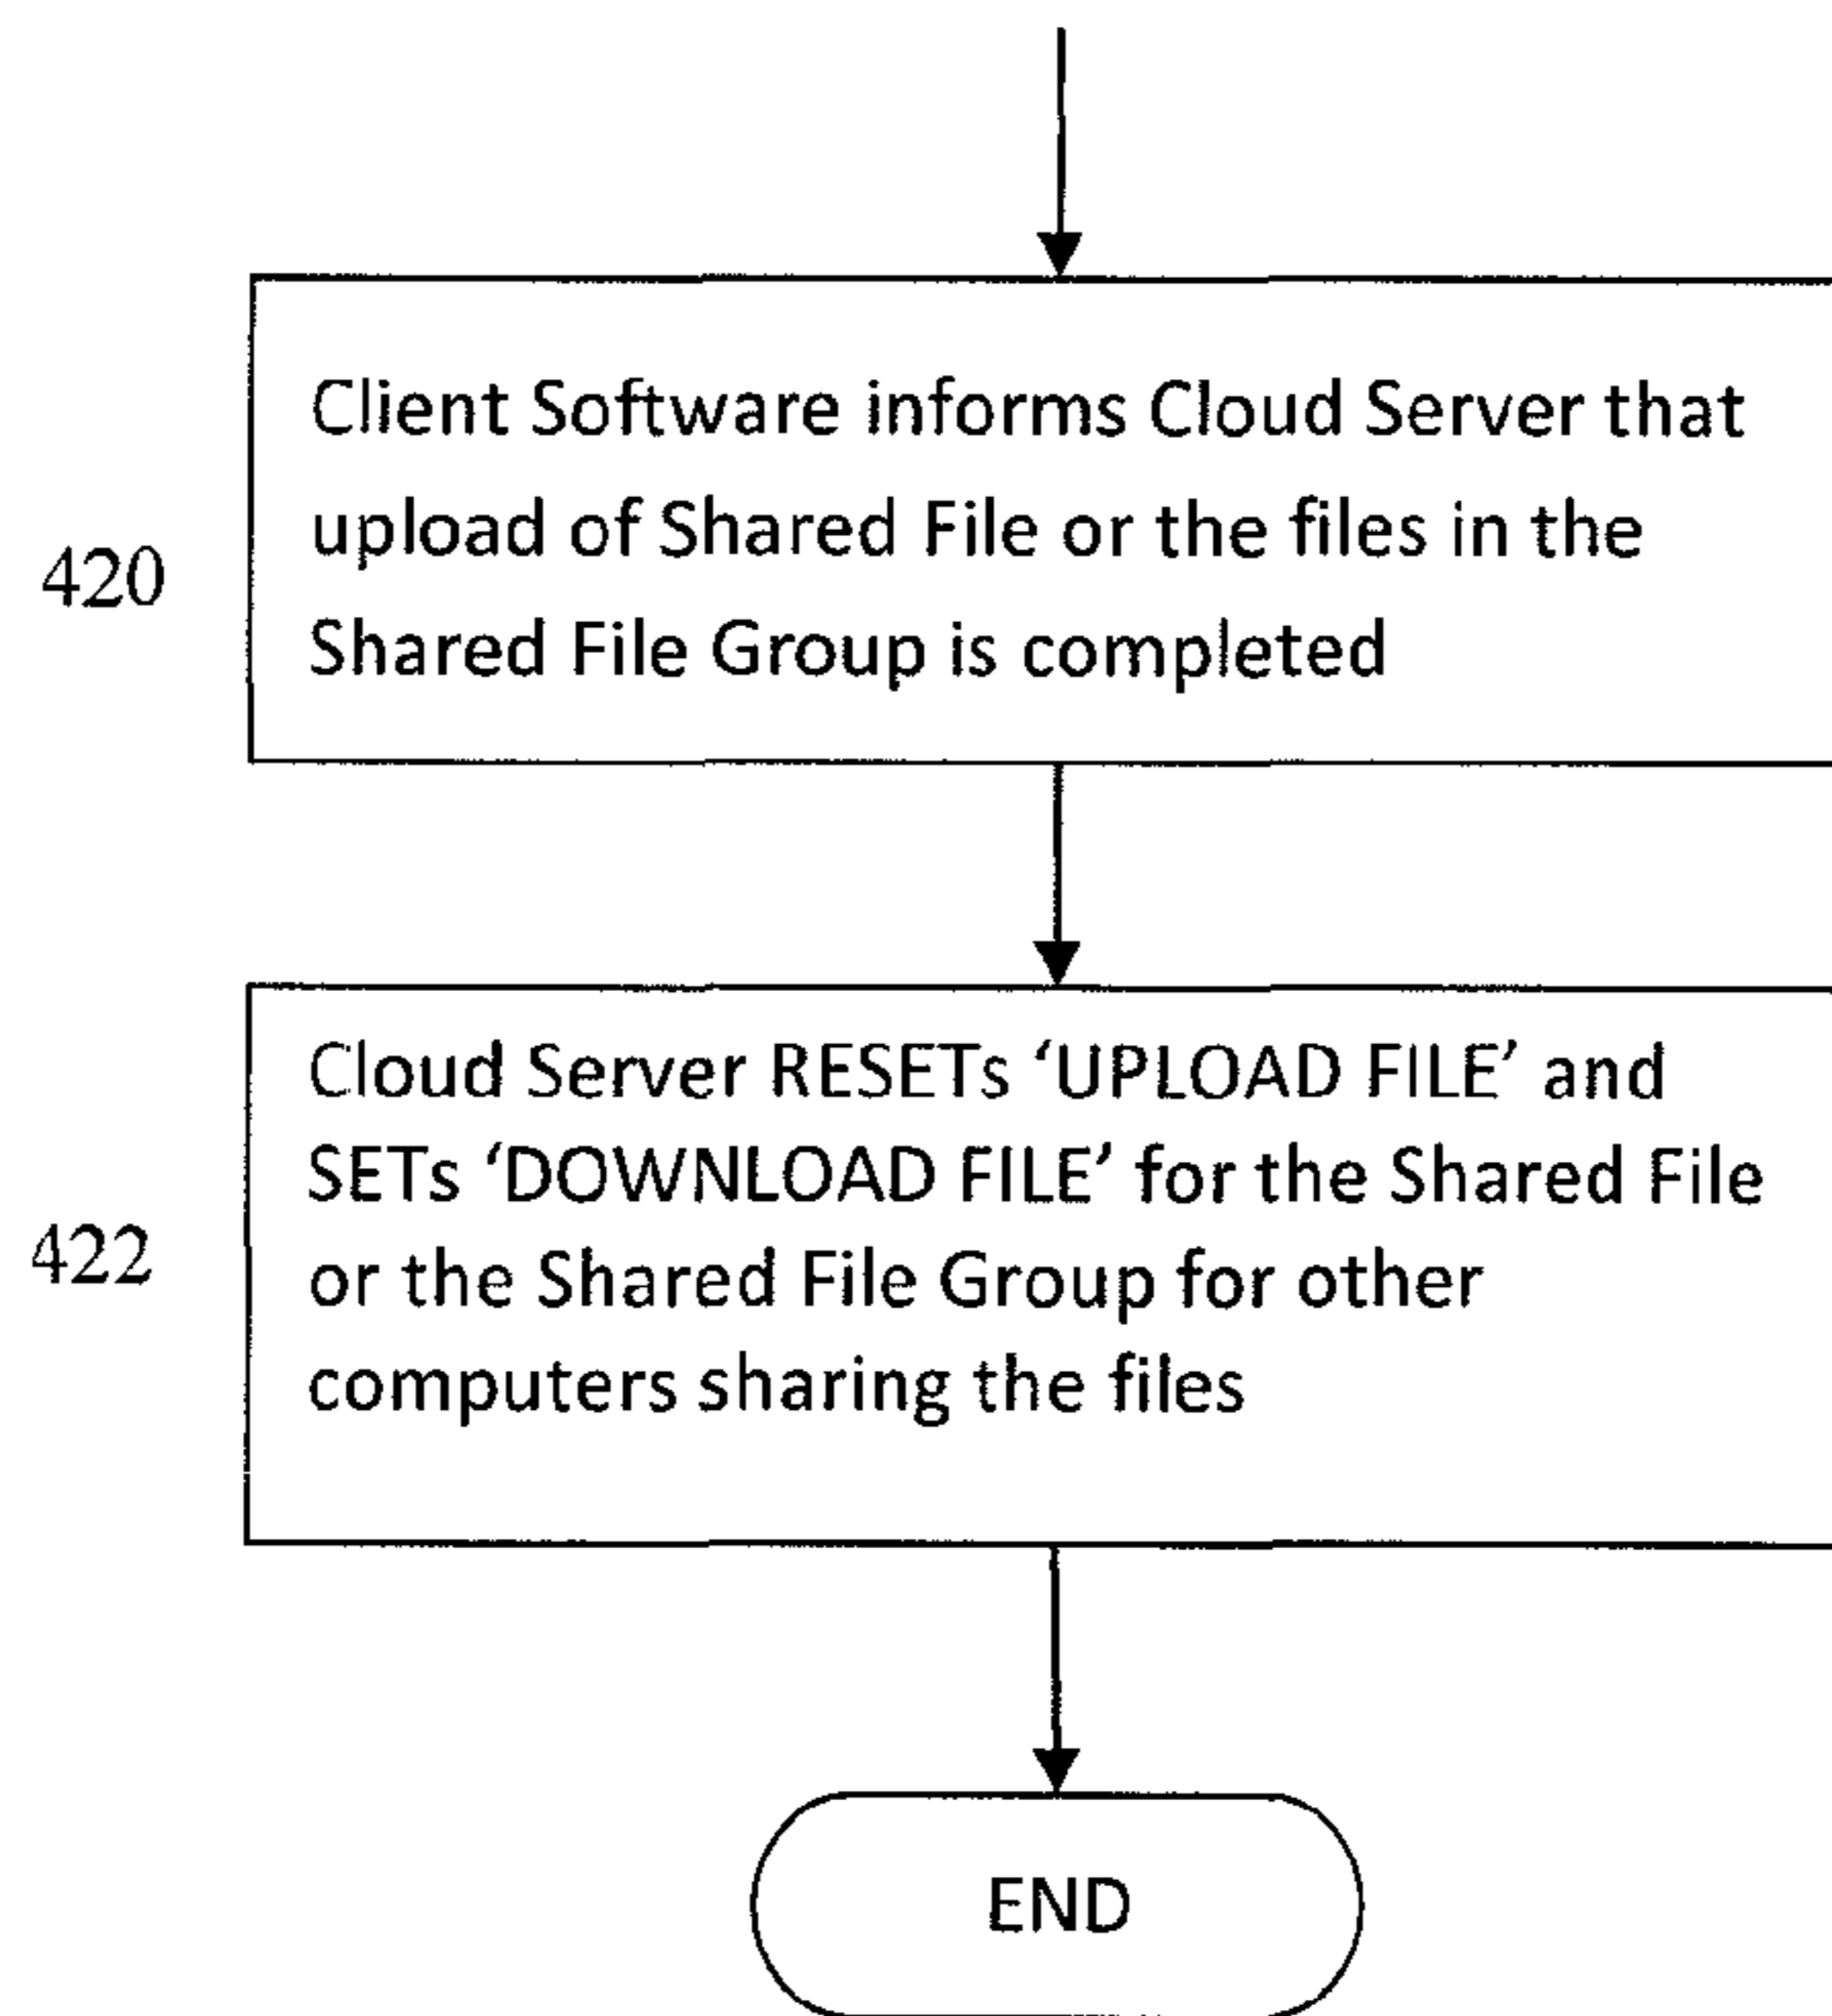 Client Software informs Cloud Server that
upload of Shared File or the files in the
420
Shared File Group is completed
Cloud Server RESETs ‘UPLOAD FILE’ and
SETs ‘DOWNLOAD FILE’ for the Shared File
422
or the Shared File Group for other
computers sharing the files
END